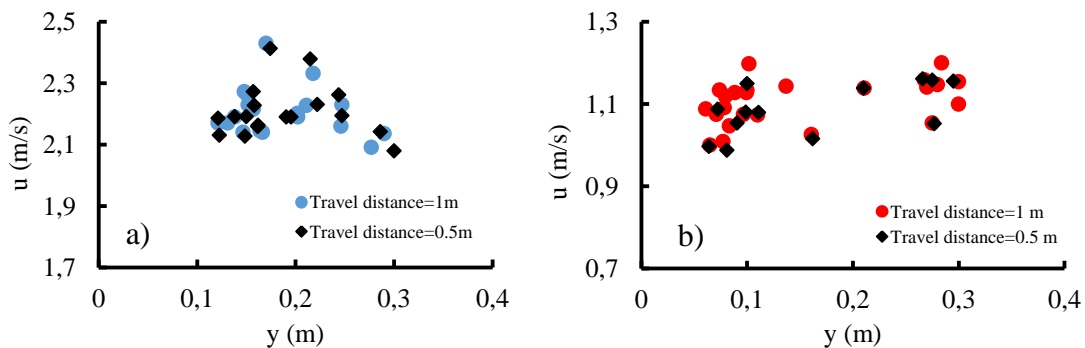 2,5
2,3
2,1
1,9
1,7
u (m/s)
0
0,1
0,2
0,3
0,4
y (m)
a)
Travel distance=1m
Travel distance=0.5m
1.3
1.1
0.9
0.7
u (m/s)
0
0,1
0,2
0,3
0,4
y (m)
b)
Travel distance=1 m
Travel distance=0.5 m